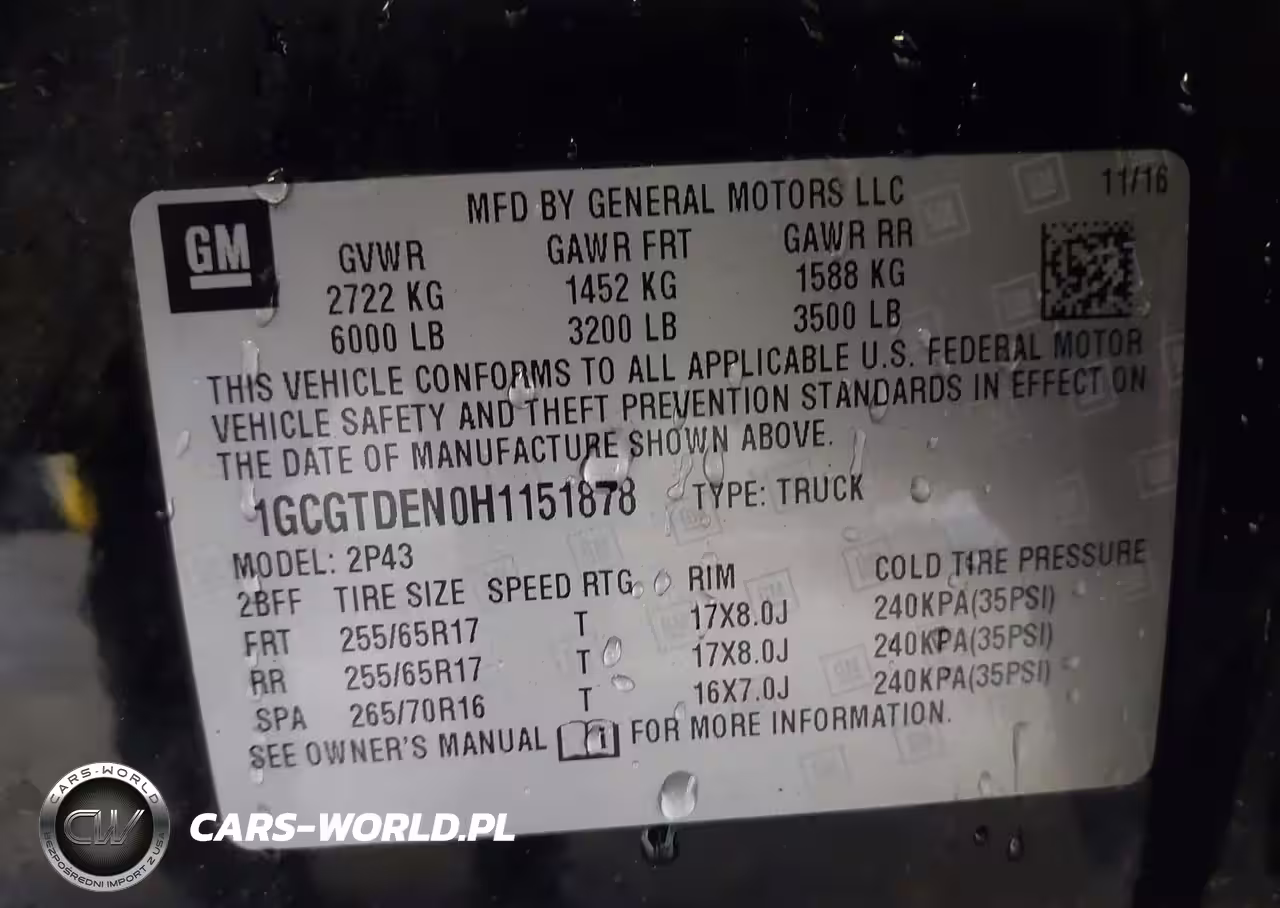 MFD BY GENERAL MOTORS LLC 11/16
GM
GVWR GAWR FRT GAWR RR
2722 KG 1452 KG 1588 KG
6000 LB 3200 LB 3500 LB
THIS VEHICLE CONFORMS TO ALL APPLICABLE U.S. FEDERAL MOTOR
VEHICLE SAFETY AND THEFT PREVENTION STANDARDS IN EFFECT ON
THE DATE OF MANUFACTURE SHOWN ABOVE.
1GCGTDEN0H1151878 TYPE: TRUCK
MODEL: 2P43
2BFF TIRE SIZE SPEED RTG RIM COLD TIRE PRESSURE
FRT 255/65R17 T 17X8.0J 240KPA(35PSI)
RR 255/65R17 T 17X8.0J 240KPA(35PSI)
SPA 265/70R16 T 16X7.0J 240KPA(35PSI)
SEE OWNER'S MANUAL i FOR MORE INFORMATION.
CARS-WORLD
CW
BEZPOŚREDNI IMPORT Z USA
CARS-WORLD.PL